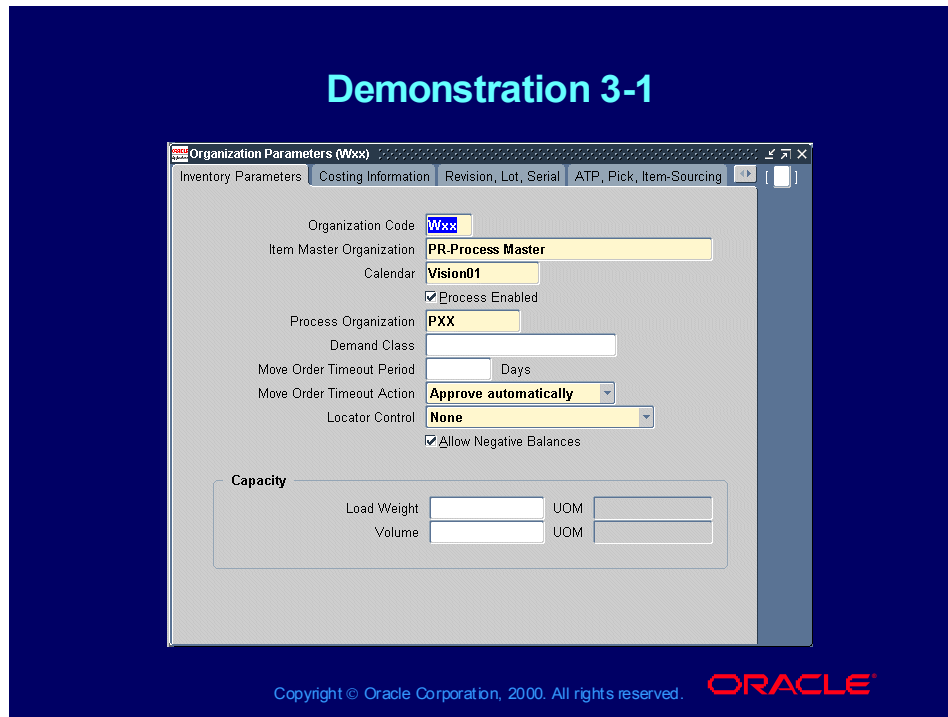 Demonstration 3-1
Organization Parameters (Wxx)
Inventory Parameters Costing Information Revision, Lot, Serial ATP, Pick, Item-Sourcing [ ]
Organization Code Wxx
Item Master Organization PR-Process Master
Calendar Vision01
Process Enabled
Process Organization PXX
Demand Class
Move Order Timeout Period Days
Move Order Timeout Action Approve automatically
Locator Control None
Allow Negative Balances
Capacity
Load Weight UOM
Volume UOM
Copyright © Oracle Corporation, 2000. All rights reserved. ORACLE®